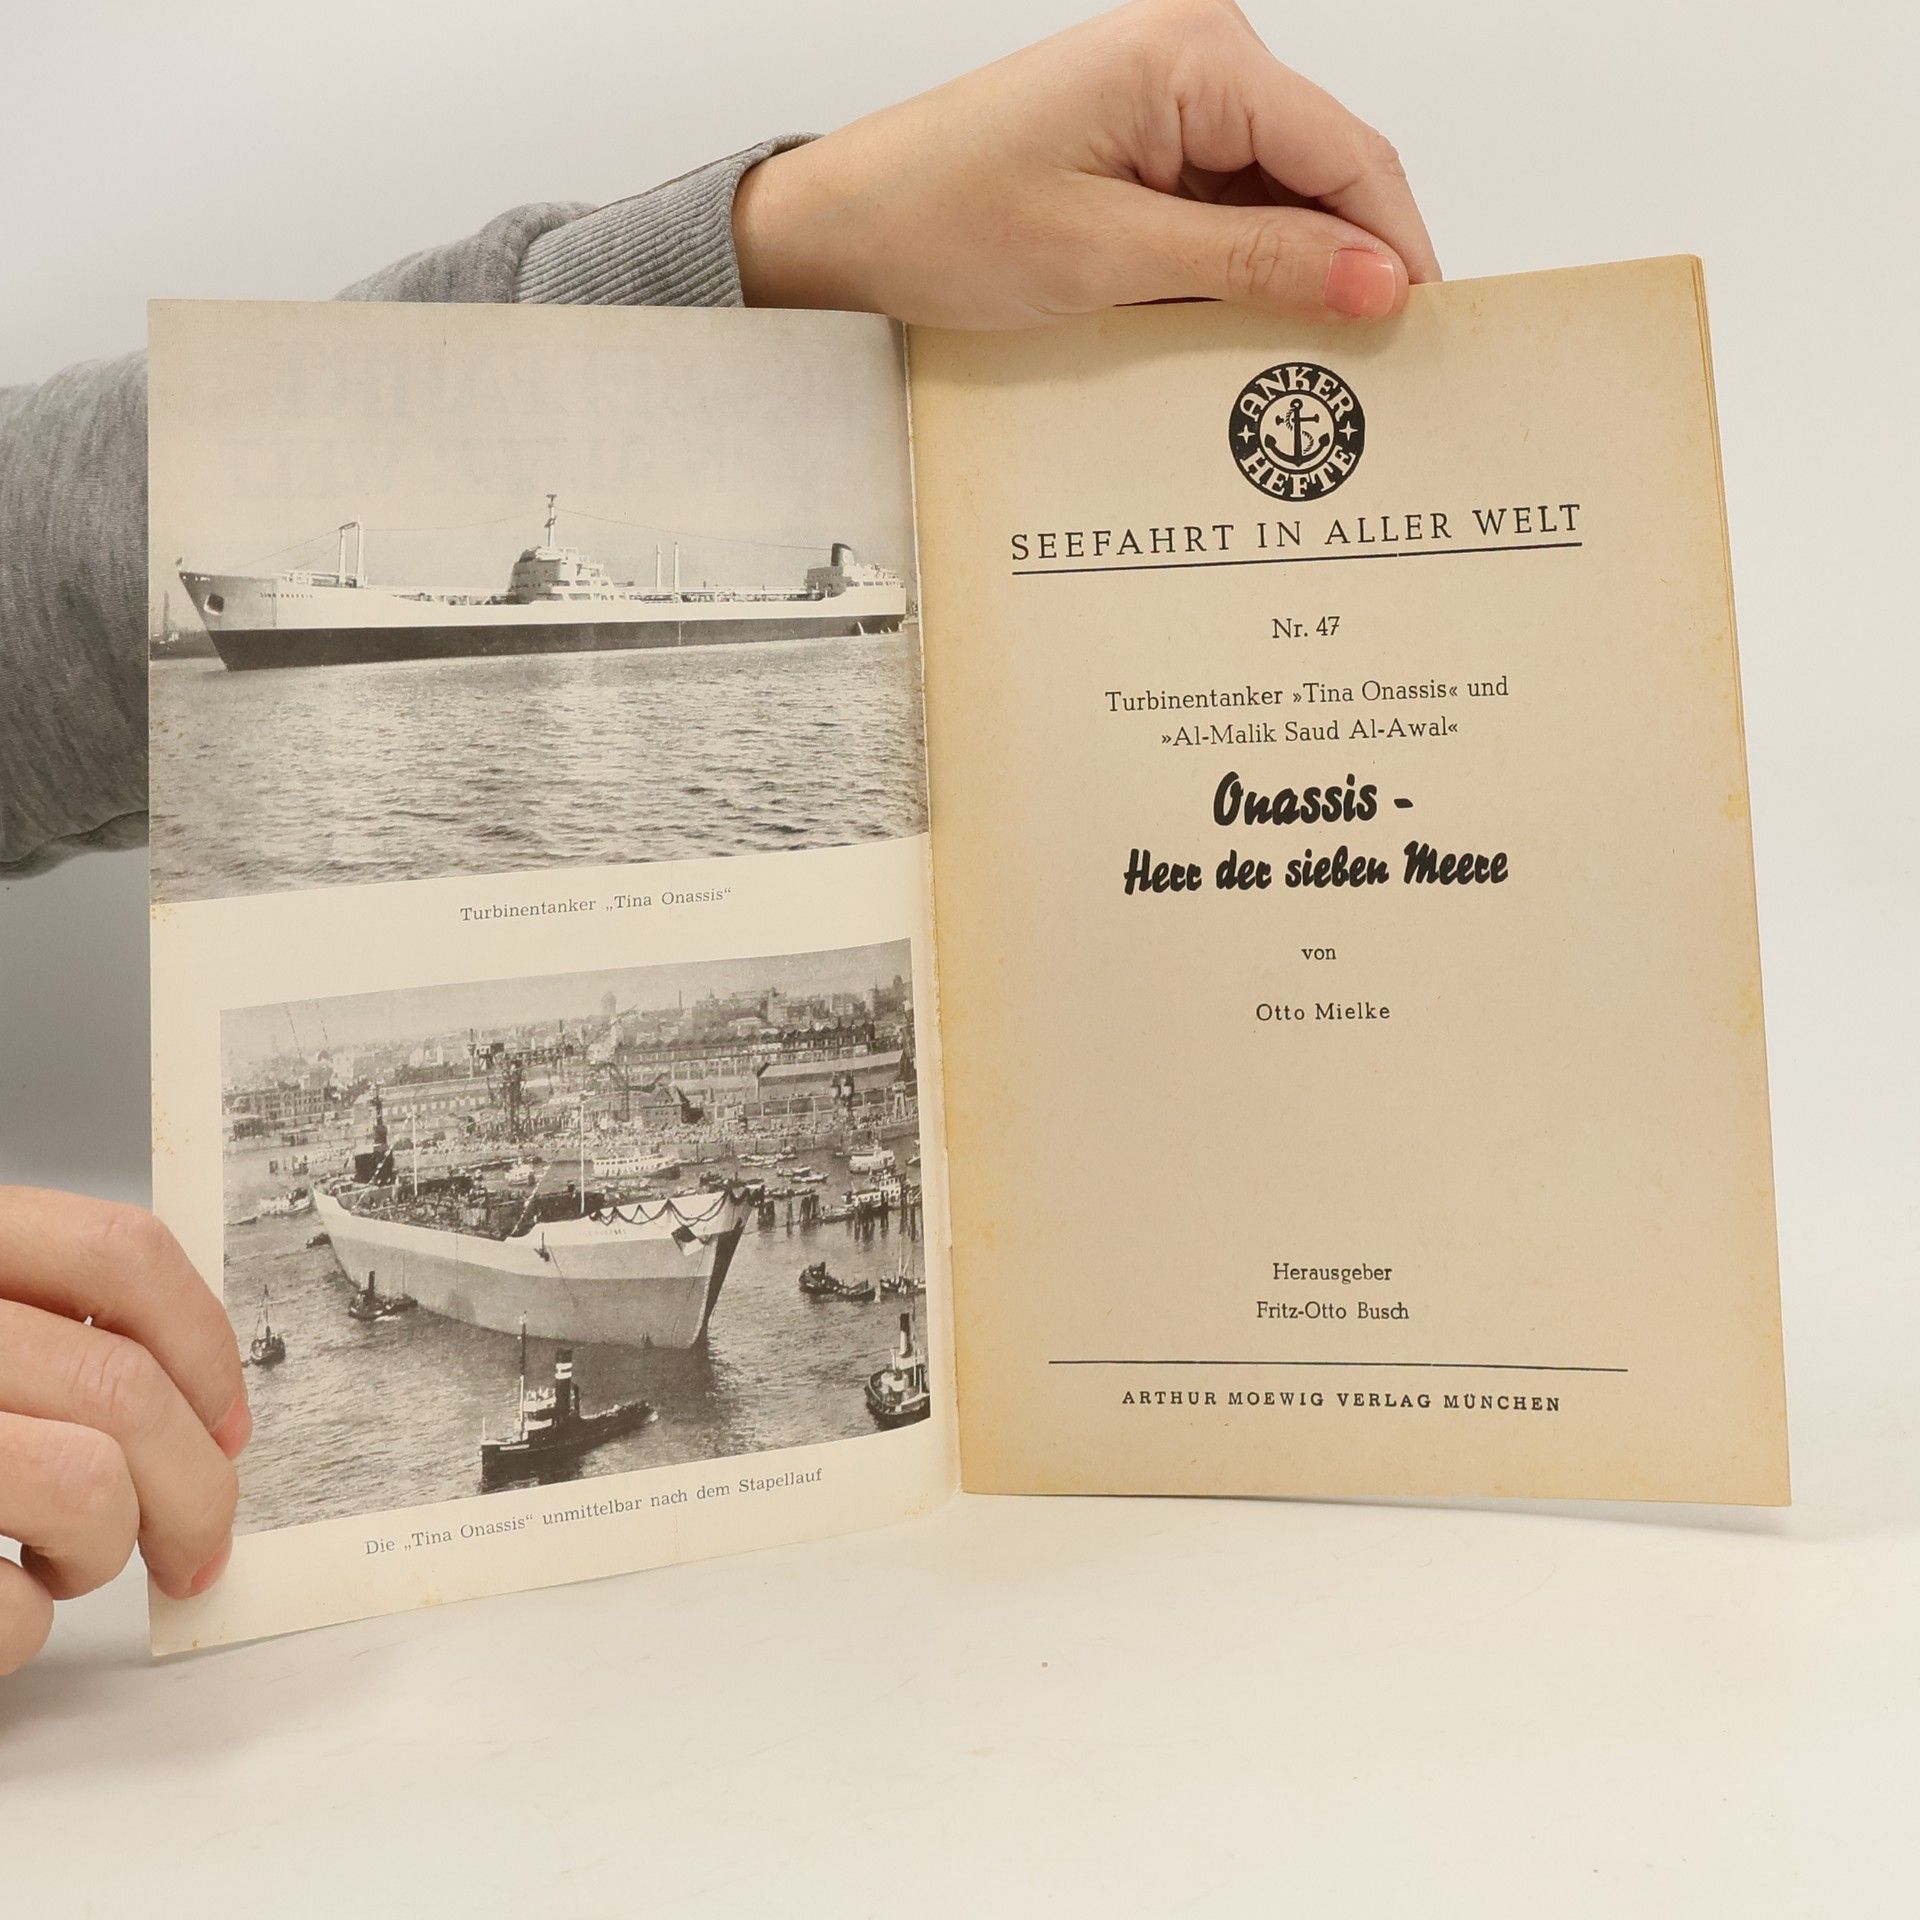 TINA ONASSIS
Turbinentanker „Tina Onassis“
Die „Tina Onassis“ unmittelbar nach dem Stapellauf
ANKER
HEFTE
SEEFAHRT IN ALLER WELT
Nr. 47
Turbinentanker »Tina Onassis« und
»Al-Malik Saud Al-Awal«
Onassis -
Herr der sieben Meere
von
Otto Mielke
Herausgeber
Fritz-Otto Busch
ARTHUR MOEWIG VERLAG MÜNCHEN